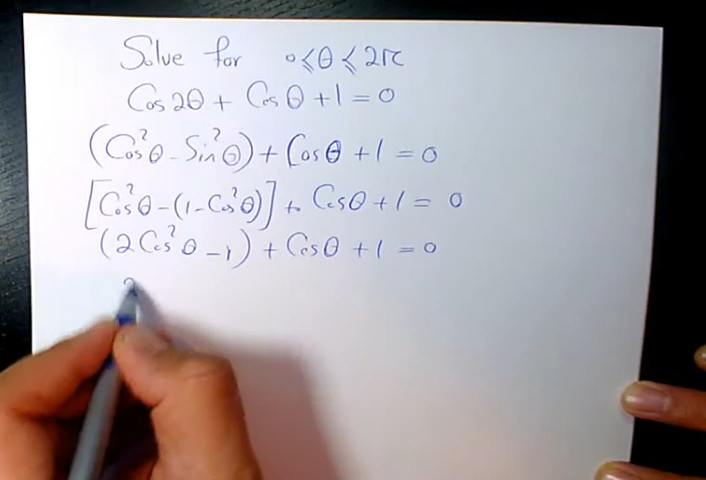 Solve for 0⩽θ⩽2π
Cos 2θ + Cos θ + 1 = 0
(Cos²θ - Sin²θ) + Cos θ + 1 = 0
[Cos²θ - (1 - Cos²θ)] + Cos θ + 1 = 0
(2 Cos²θ - 1) + Cos θ + 1 = 0
2